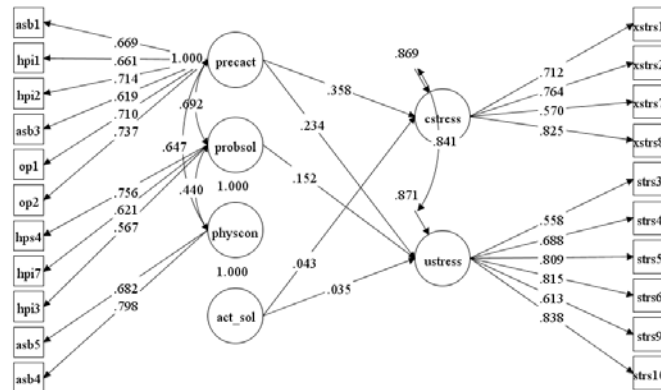 asb1
hpi1
hpi2
asb3
op1
op2
hps4
hpi7
hpi3
asb5
asb4
.669
.661
.714
.619
.710
.737
.756
.621
.567
.682
.798
1.000
precact
.692
probsol
.647
.440
1.000
physcon
1.000
act_sol
.358
.234
.152
.043
.035
.869
cstress
.841
.871
ustress
.712
.764
.570
.825
.558
.688
.809
.815
.613
.838
xstrs1
xstrs2
xstrs7
xstrs8
strs3
strs4
strs5
strs6
strs9